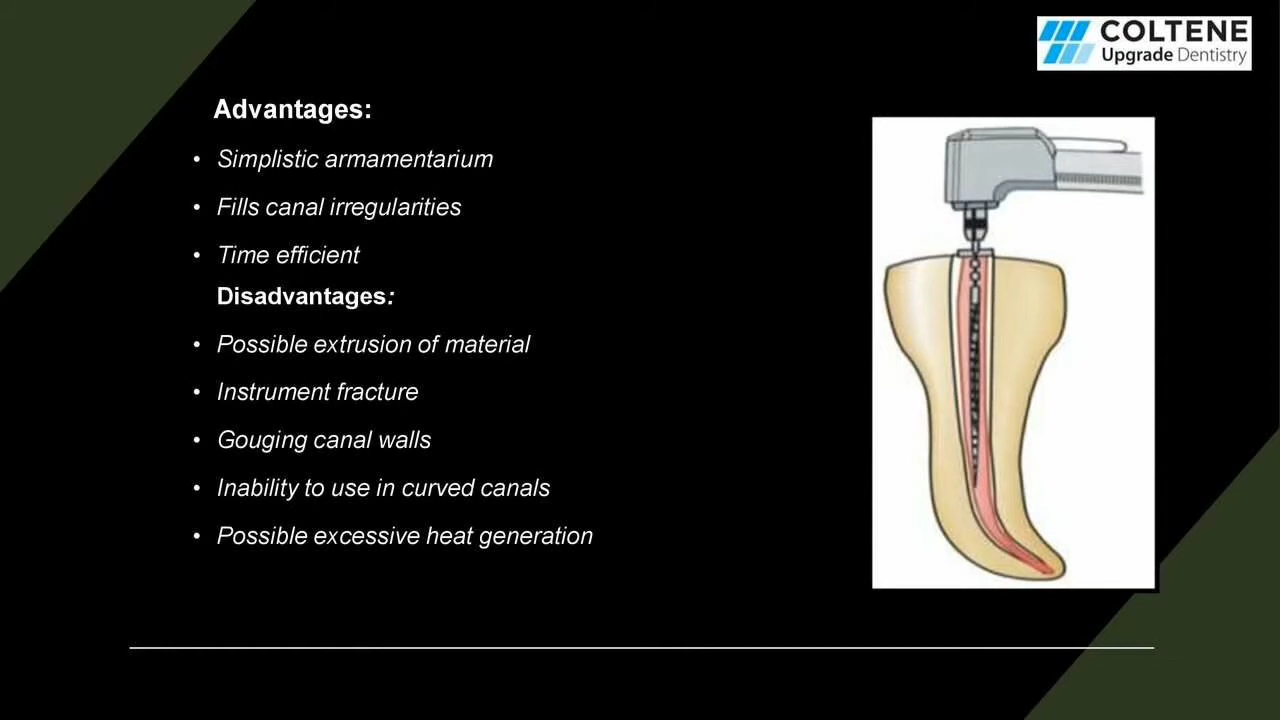 COLTENE
Upgrade Dentistry
Advantages:
• Simplistic armamentarium
• Fills canal irregularities
• Time efficient
Disadvantages:
• Possible extrusion of material
• Instrument fracture
• Gouging canal walls
• Inability to use in curved canals
• Possible excessive heat generation